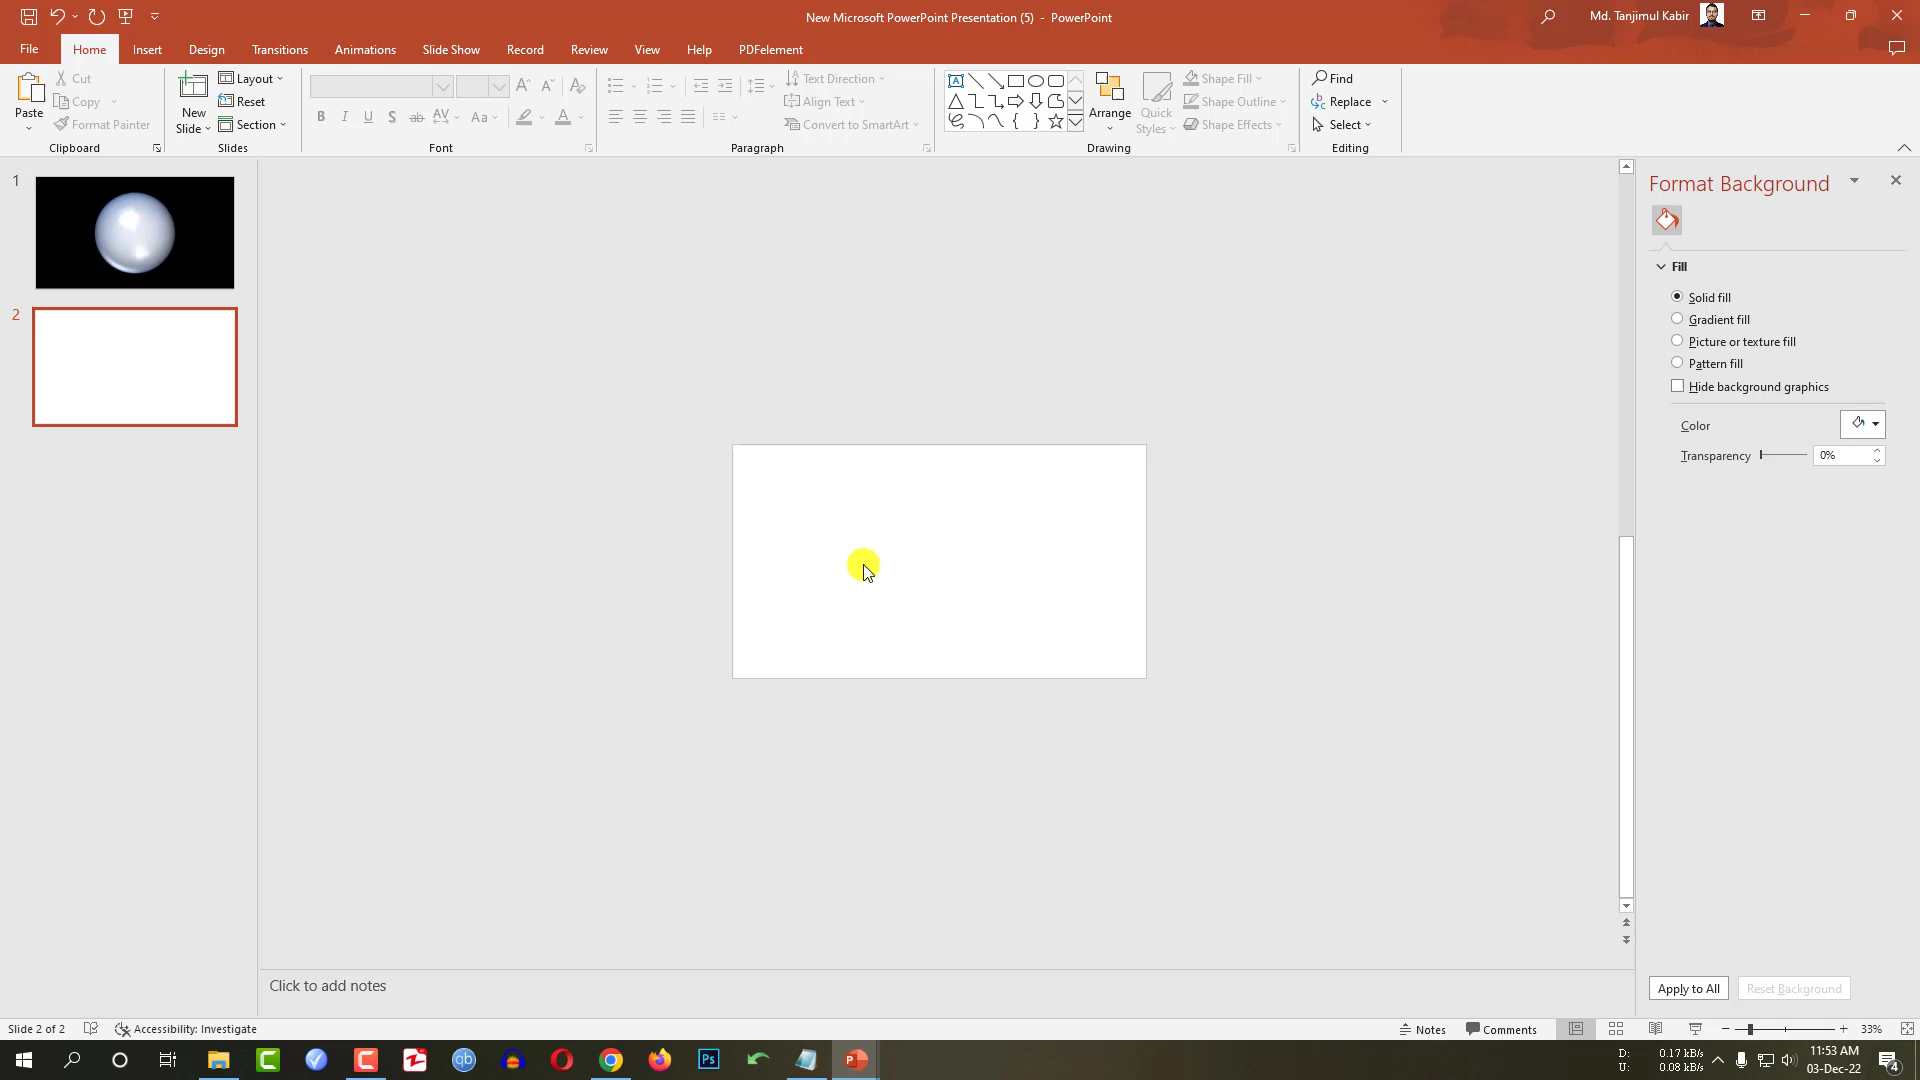 New Microsoft PowerPoint Presentation (5) - PowerPoint
Md. Tanjimul Kabir
File Home Insert Design Transitions Animations Slide Show Record Review View Help PDFelement
Paste
Cut
Copy
Format Painter
Clipboard
New
Slide
Layout
Reset
Section
Slides
B I U S ab AV Aa A
Font
Text Direction
Align Text
Convert to SmartArt
Paragraph
Arrange
Quick
Styles
Shape Fill
Shape Outline
Shape Effects
Drawing
Find
Replace
Select
Editing
1
2
Format Background
Fill
Solid fill
Gradient fill
Picture or texture fill
Pattern fill
Hide background graphics
Color
Transparency 0%
Apply to All Reset Background
Click to add notes
Slide 2 of 2 Accessibility: Investigate Notes Comments 33%
D: 0.17 kB/s
U: 0.08 kB/s
11:53 AM
03-Dec-22
4